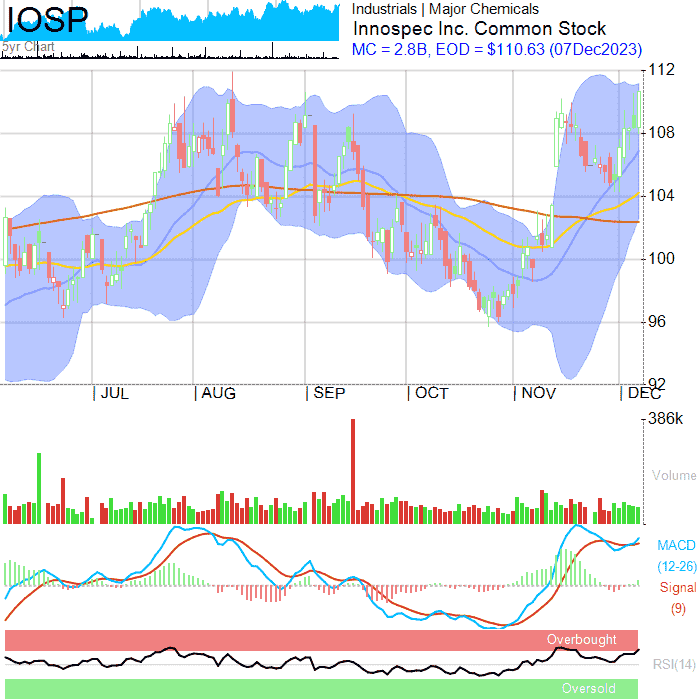 IOSP
5yr Chart
Industrials | Major Chemicals
Innospec Inc. Common Stock
MC = 2.8B, EOD = $110.63 (07Dec2023)
112
108
104
100
96
92
JUL AUG SEP OCT NOV DEC
386k
Volume
MACD
(12-26)
Signal
(9)
Overbought
RSI(14)
Oversold